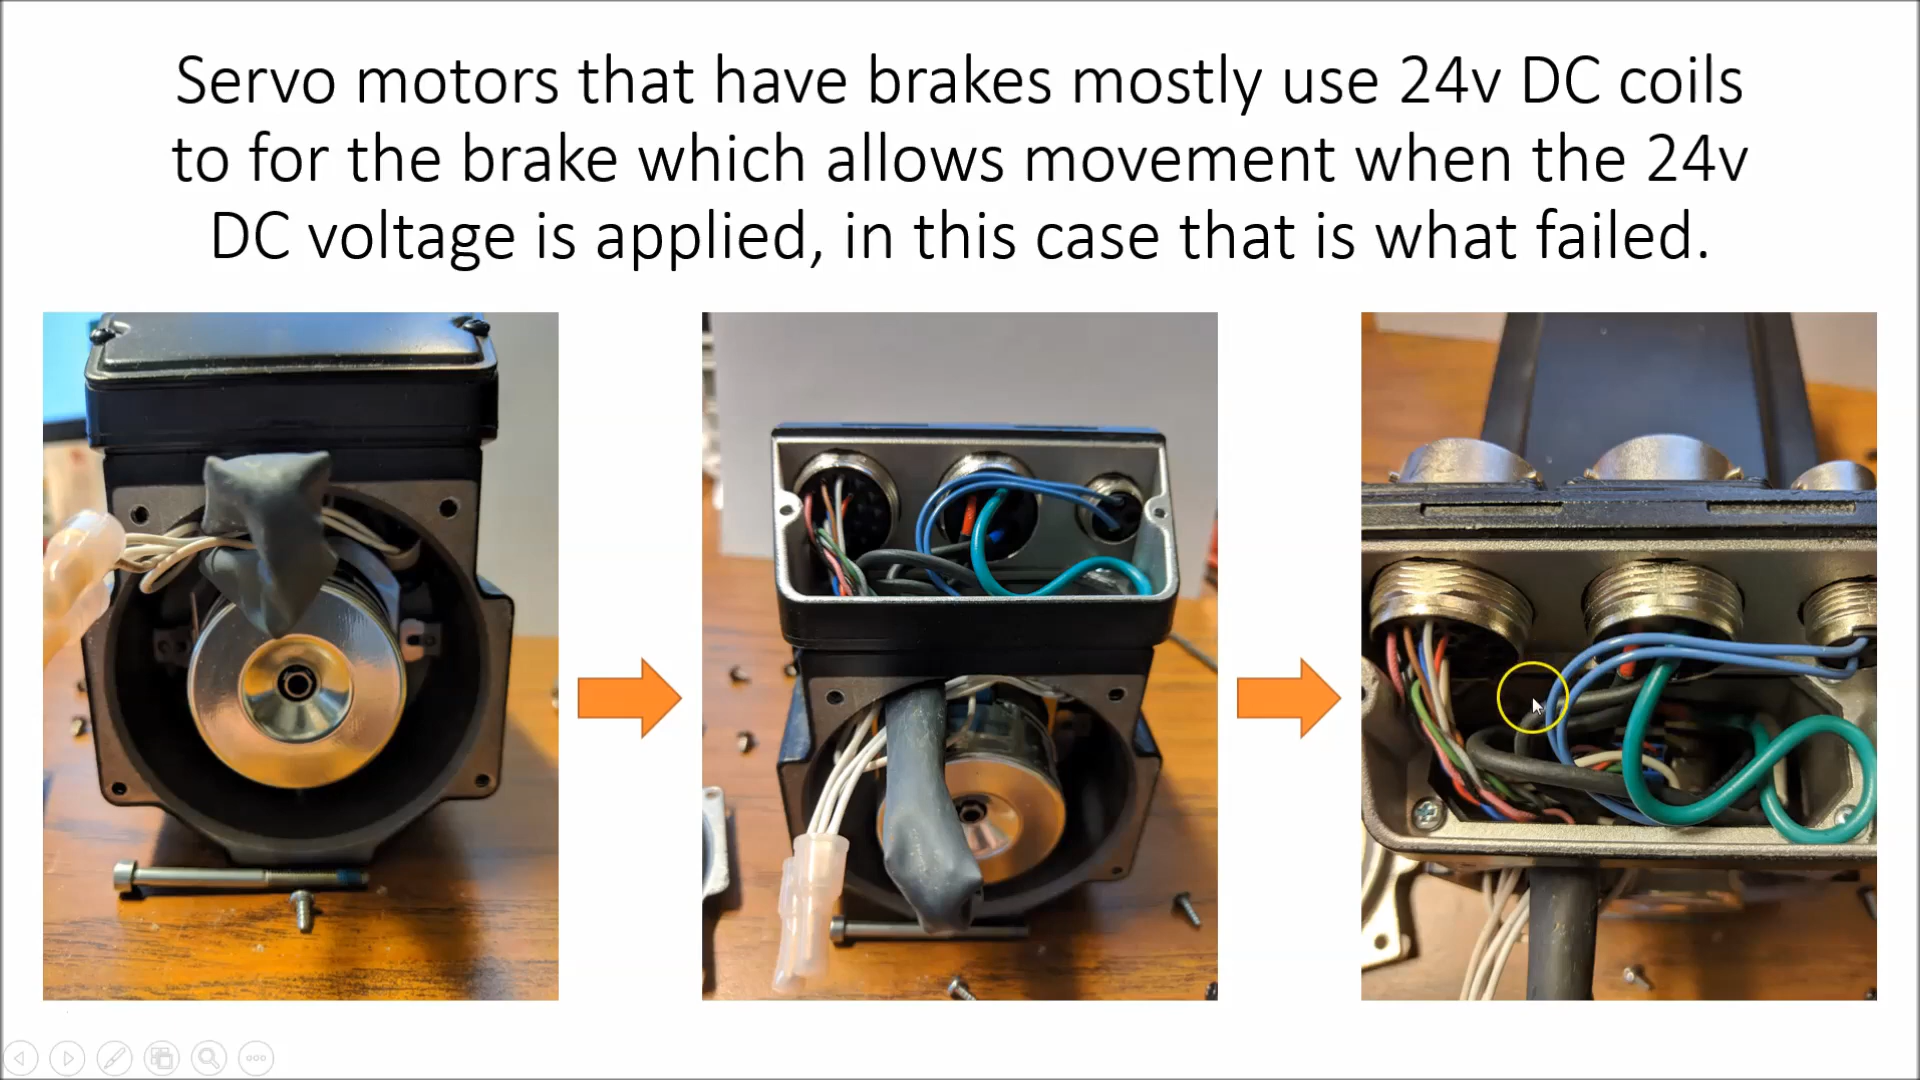 Servo motors that have brakes mostly use 24v DC coils
to for the brake which allows movement when the 24v
DC voltage is applied, in this case that is what failed.